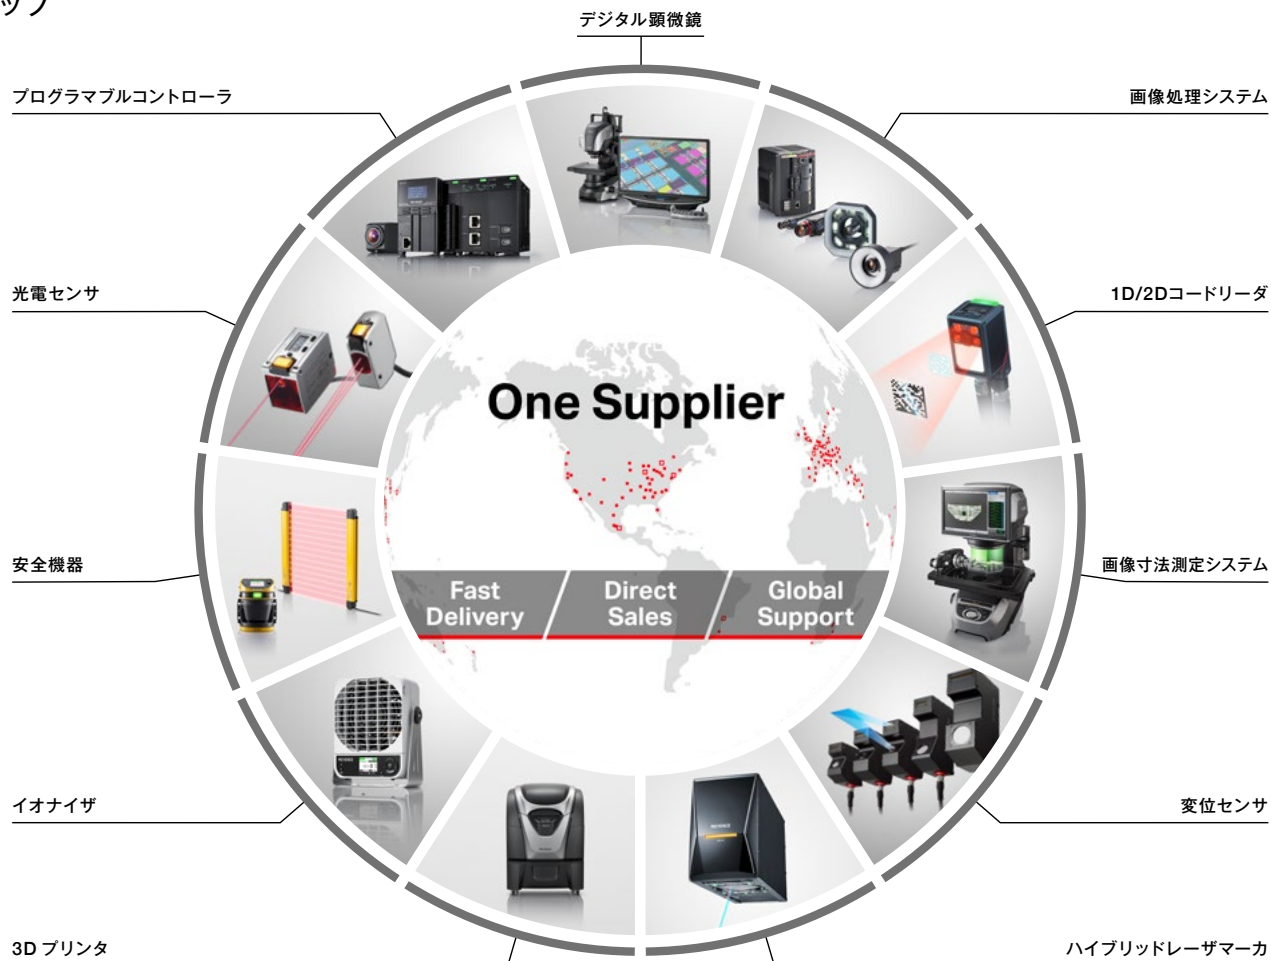 ップ
デジタル顕微鏡
プログラマブルコントローラ
画像処理システム
光電センサ
1D/2Dコードリーダ
One Supplier
安全機器
画像寸法測定システム
Fast
Delivery
Direct
Sales
Global
Support
イオナイザ
変位センサ
3D プリンタ
ハイブリッドレーザマーカ